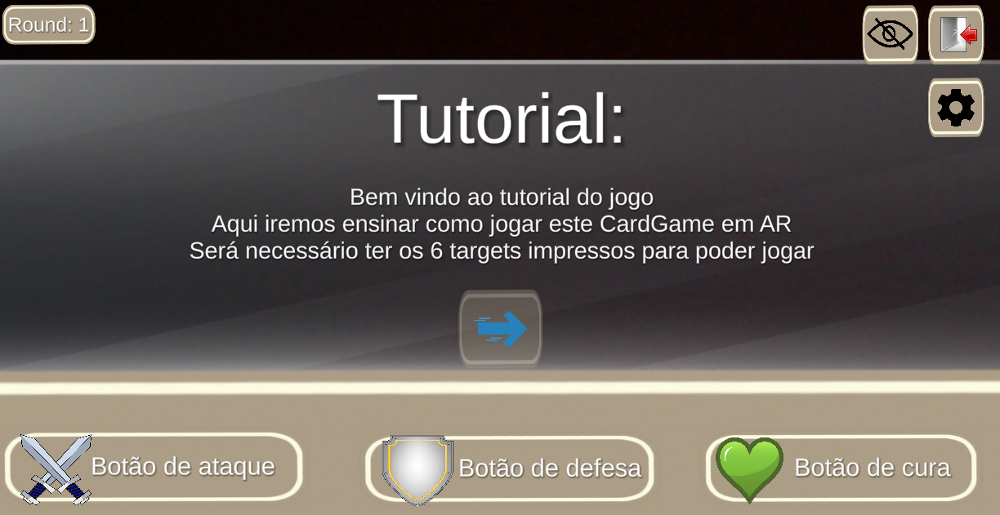 Round: 1
Tutorial:
Bem vindo ao tutorial do jogo
Aqui iremos ensinar como jogar este CardGame em AR
Será necessário ter os 6 targets impressos para poder jogar
Botão de ataque
Botão de defesa
Botão de cura